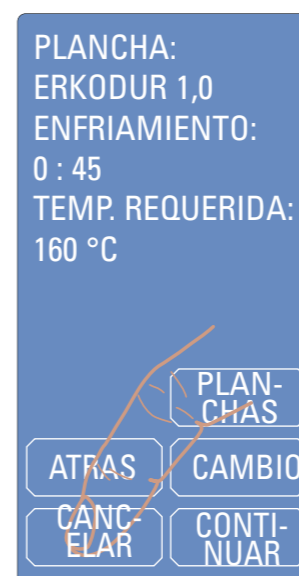 PLANCHA:
ERKODUR 1,0
ENFRIAMIENTO:
0 : 45
TEMP. REQUERIDA:
160 °C
PLAN-
CHAS
ATRAS CAMBIO
CANC-
ELAR
CONTI-
NUAR